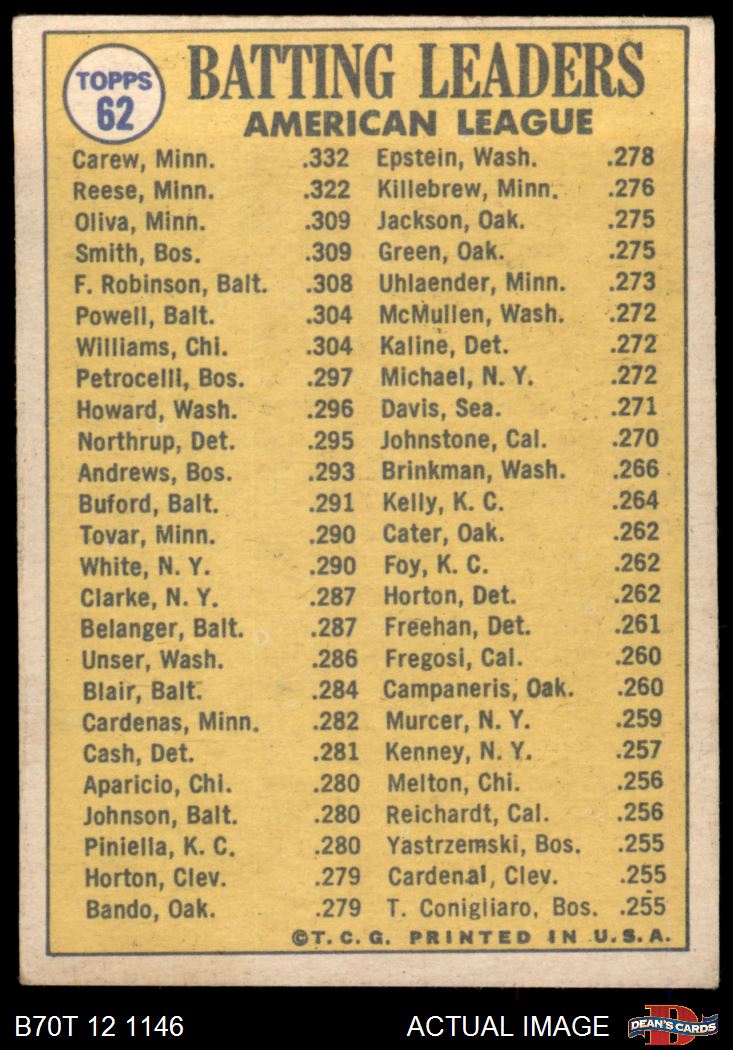 TOPPS
62
BATTING LEADERS
AMERICAN LEAGUE
Carew, Minn. .332
Reese, Minn. .322
Oliva, Minn. .309
Smith, Bos. .309
F. Robinson, Balt. .308
Powell, Balt. .304
Williams, Chi. .304
Petrocelli, Bos. .297
Howard, Wash. .296
Northrup, Det. .295
Andrews, Bos. .293
Buford, Balt. .291
Tovar, Minn. .290
White, N. Y. .290
Clarke, N. Y. .287
Belanger, Balt. .287
Unser, Wash. .286
Blair, Balt. .284
Cardenas, Minn. .282
Cash, Det. .281
Aparicio, Chi. .280
Johnson, Balt. .280
Piniella, K. C. .280
Horton, Clev. .279
Bando, Oak. .279
Epstein, Wash. .278
Killebrew, Minn. .276
Jackson, Oak. .275
Green, Oak. .275
Uhlaender, Minn. .273
McMullen, Wash. .272
Kaline, Det. .272
Michael, N. Y. .272
Davis, Sea. .271
Johnstone, Cal. .270
Brinkman, Wash. .266
Kelly, K. C. .264
Cater, Oak. .262
Foy, K. C. .262
Horton, Det. .262
Freehan, Det. .261
Fregosi, Cal. .260
Campaneris, Oak. .260
Murcer, N. Y. .259
Kenney, N. Y. .257
Melton, Chi. .256
Reichardt, Cal. .256
Yastrzemski, Bos. .255
Cardenal, Clev. .255
T. Conigliaro, Bos. .255
©T. C. G. PRINTED IN U. S. A.
B70T 12 1146
ACTUAL IMAGE
D
DEAN'S CARDS